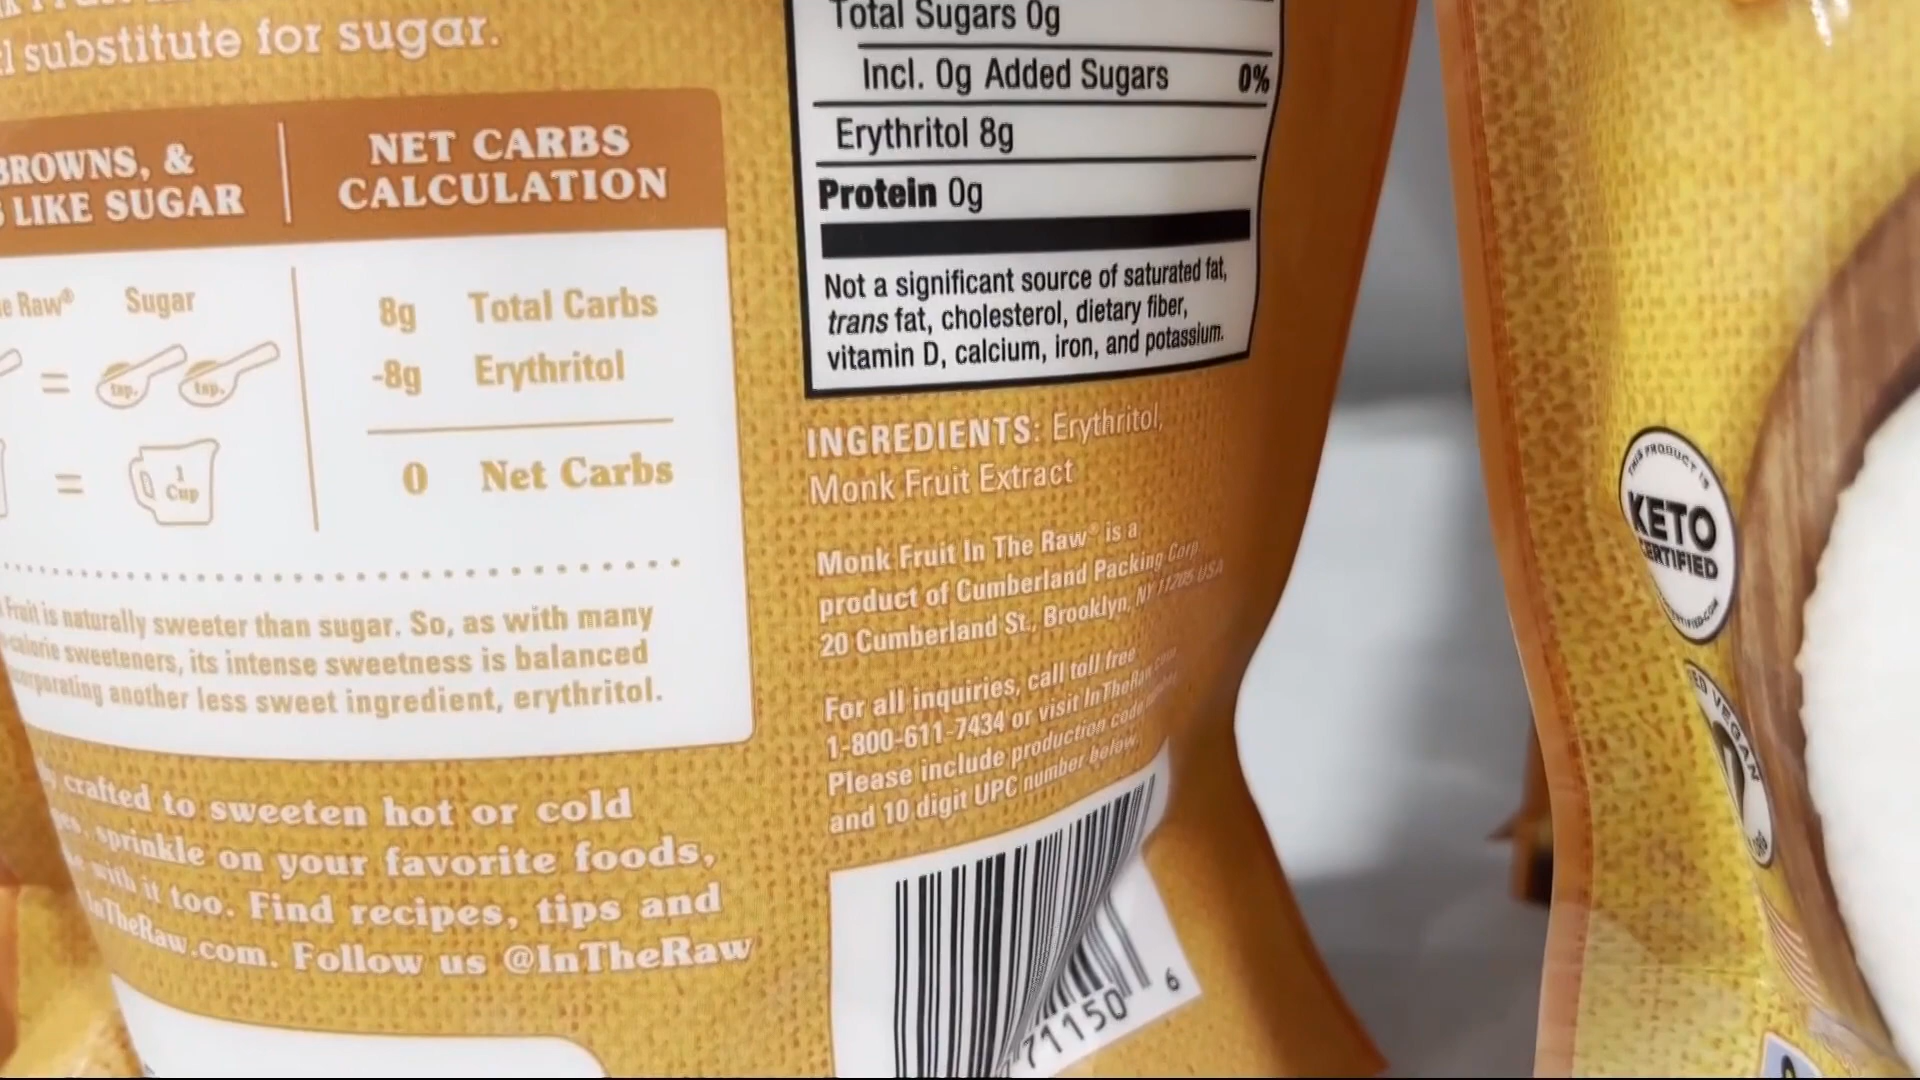 substitute for sugar.
BROWNS, &
LIKE SUGAR
NET CARBS
CALCULATION
Raw® Sugar
= tsp. tsp.
= 1 Cup
8g Total Carbs
-8g Erythritol
0 Net Carbs
Fruit is naturally sweeter than sugar. So, as with many
sweeteners, its intense sweetness is balanced
another less sweet ingredient, erythritol.
crafted to sweeten hot or cold
sprinkle on your favorite foods,
with it too. Find recipes, tips and
InTheRaw.com. Follow us @InTheRaw
Total Sugars 0g
Incl. 0g Added Sugars 0%
Erythritol 8g
Protein 0g
Not a significant source of saturated fat,
trans fat, cholesterol, dietary fiber,
vitamin D, calcium, iron, and potassium.
INGREDIENTS: Erythritol,
Monk Fruit Extract
Monk Fruit In The Raw® is a
product of Cumberland Packing Corp.
20 Cumberland St., Brooklyn, NY 11205 USA
For all inquiries, call toll free
1-800-611-7434 or visit
Please include production code
and 10 digit UPC number below.
71150 6
THIS PRODUCT IS
KETO
CERTIFIED
VEGAN